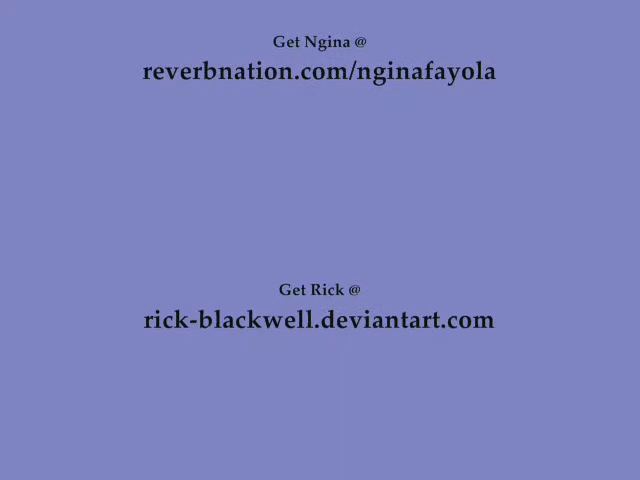 Get Ngina @
reverbnation.com/nginafayola
Get Rick @
rick-blackwell.deviantart.com